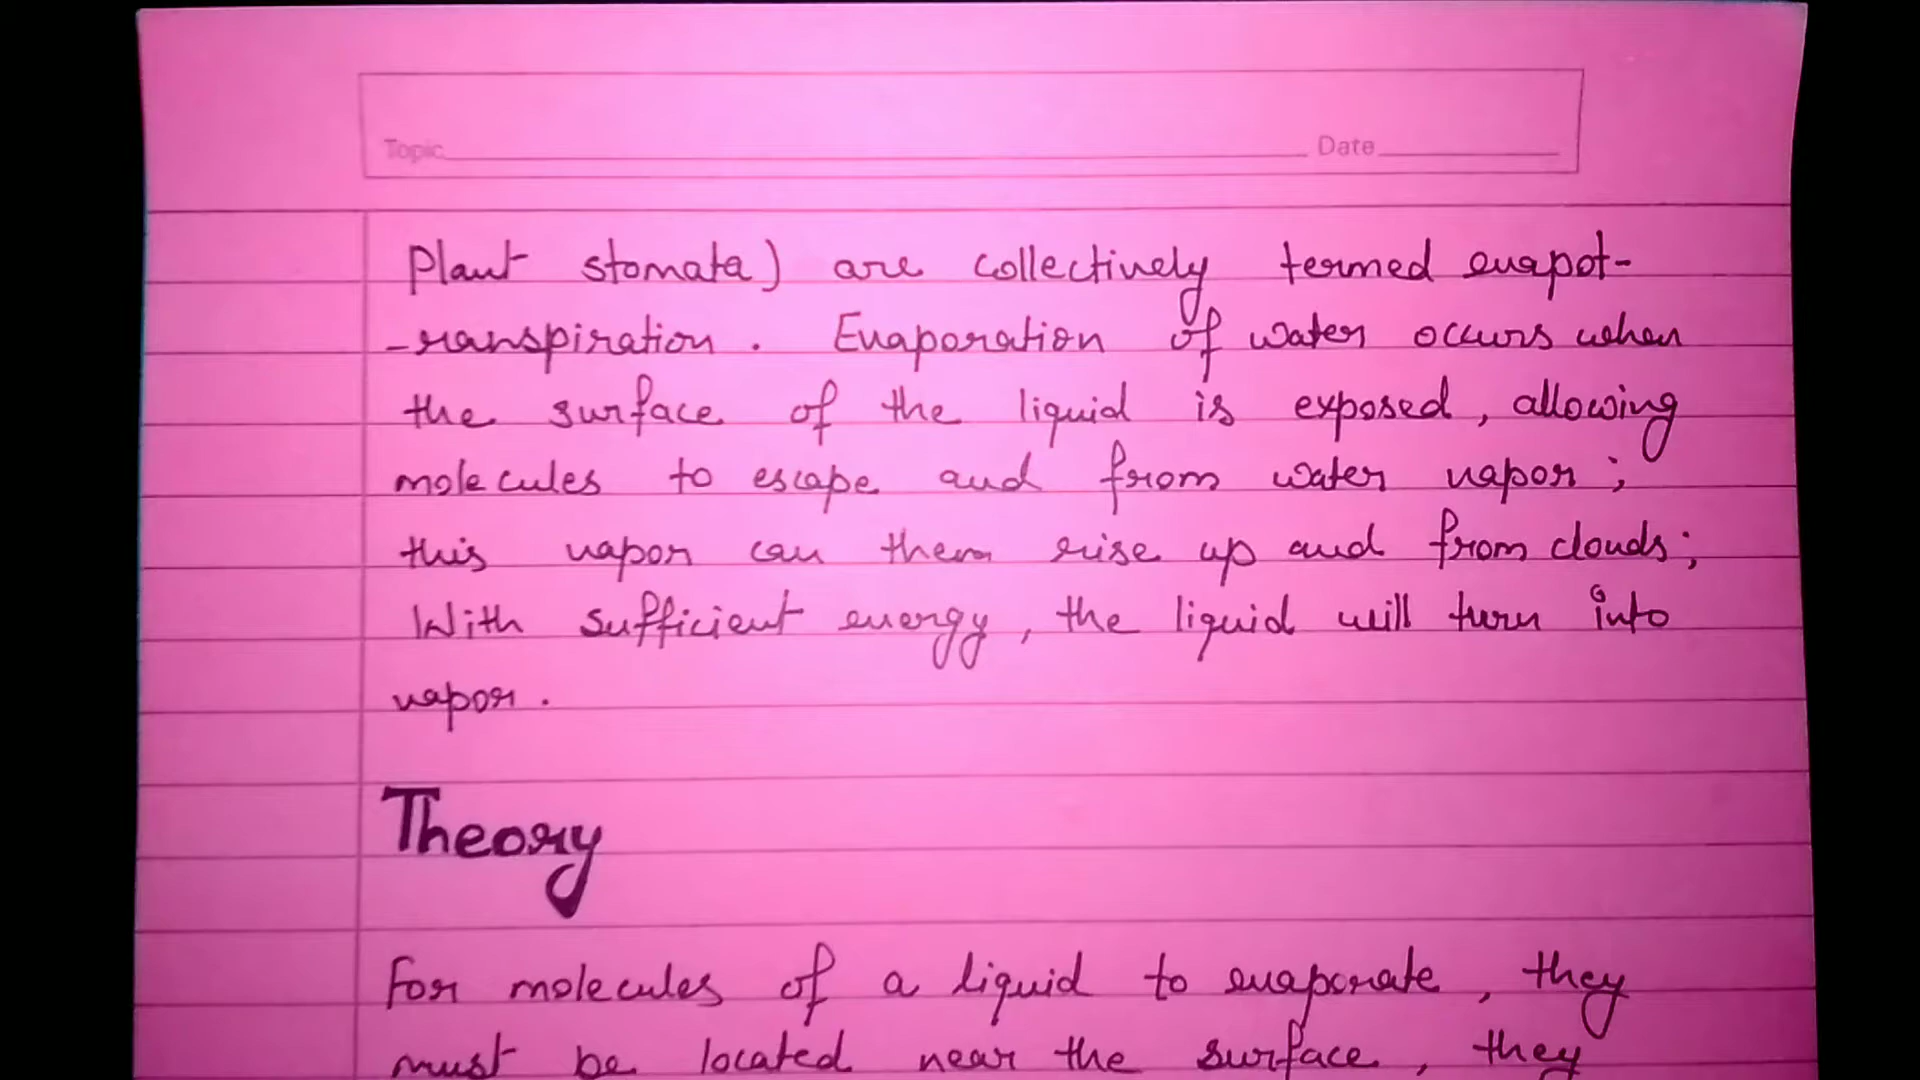 Topic Date
Plant stomata) are collectively termed evapot-
-ranspiration. Evaporation of water occurs when
the surface of the liquid is exposed, allowing
molecules to escape and from water vapor;
this vapor can then rise up and from clouds;
With sufficient energy, the liquid will turn into
vapor.
Theory
For molecules of a liquid to evaporate, they
must be located near the surface, they